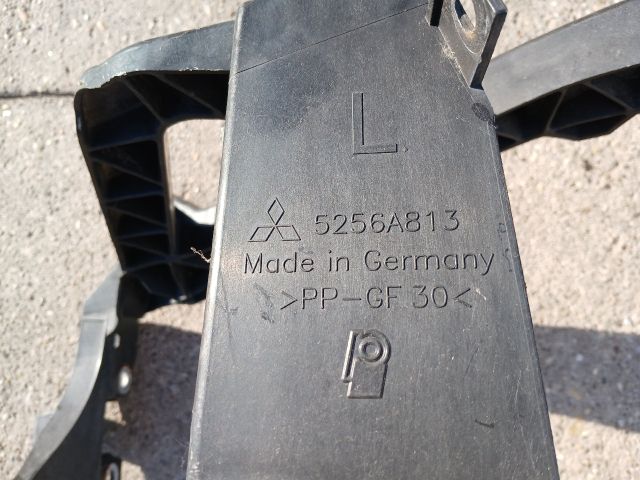 L
5256A813
Made in Germany
>PP-GF 30<